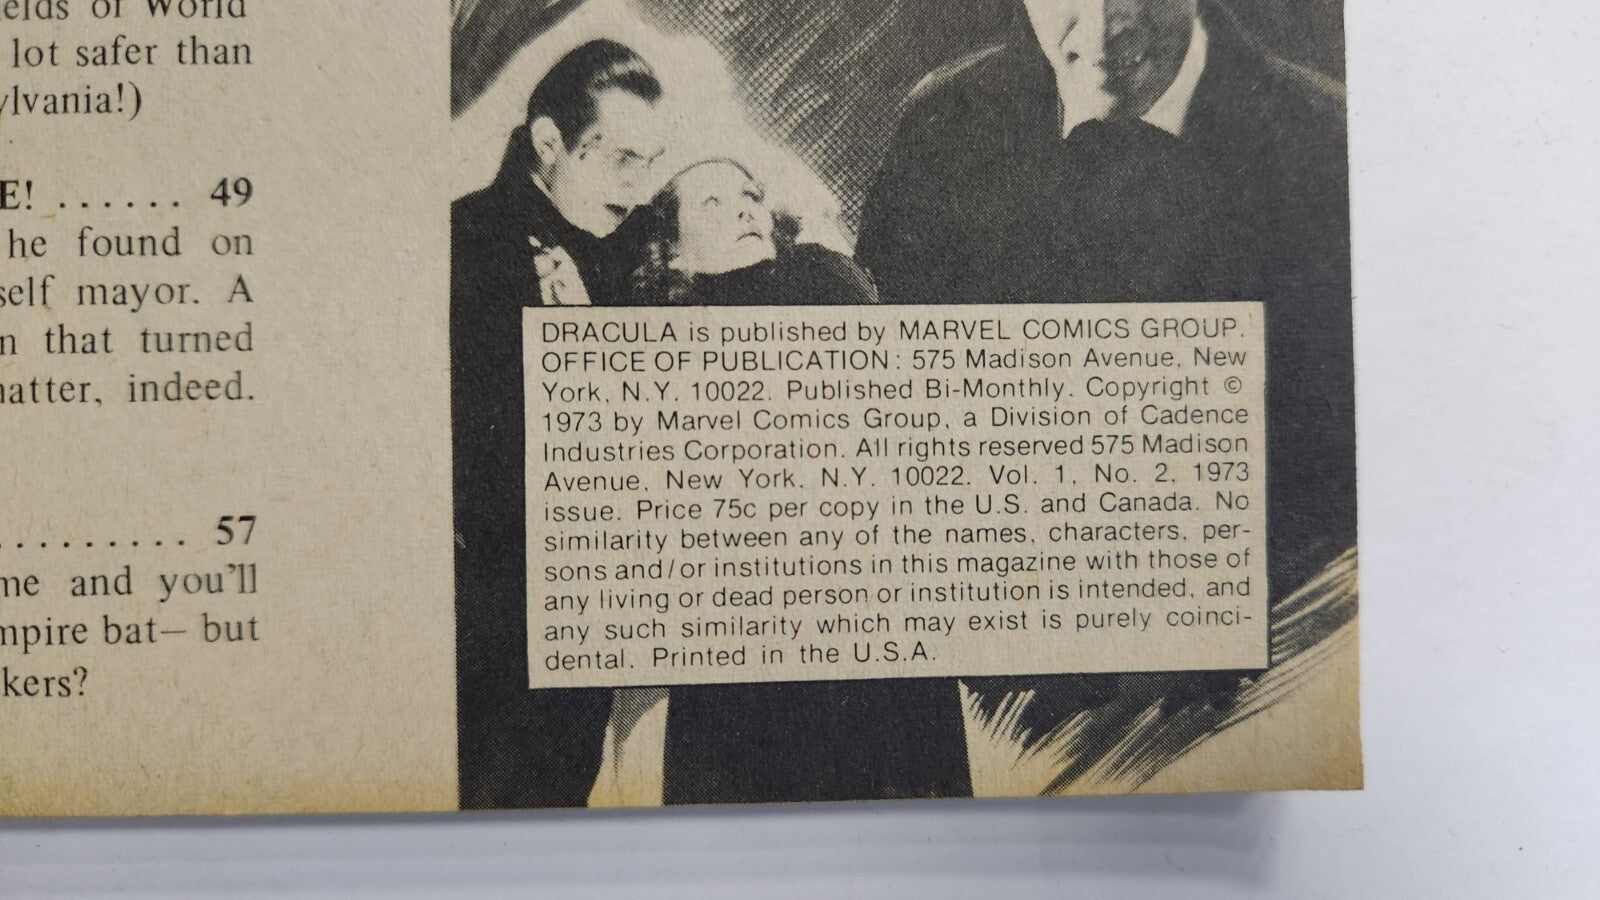 of World
lot safer than
E! ...... 49
he found on
mayor. A
that turned
indeed.
......... 57
and you'll
bat— but
DRACULA is published by MARVEL COMICS GROUP.
OFFICE OF PUBLICATION: 575 Madison Avenue, New
York, N.Y. 10022. Published Bi-Monthly. Copyright ©
1973 by Marvel Comics Group, a Division of Cadence
Industries Corporation. All rights reserved 575 Madison
Avenue, New York, N.Y. 10022. Vol. 1, No. 2, 1973
issue. Price 75c per copy in the U.S. and Canada. No
similarity between any of the names, characters, per-
sons and/or institutions in this magazine with those of
any living or dead person or institution is intended, and
any such similarity which may exist is purely coinci-
dental. Printed in the U.S.A.